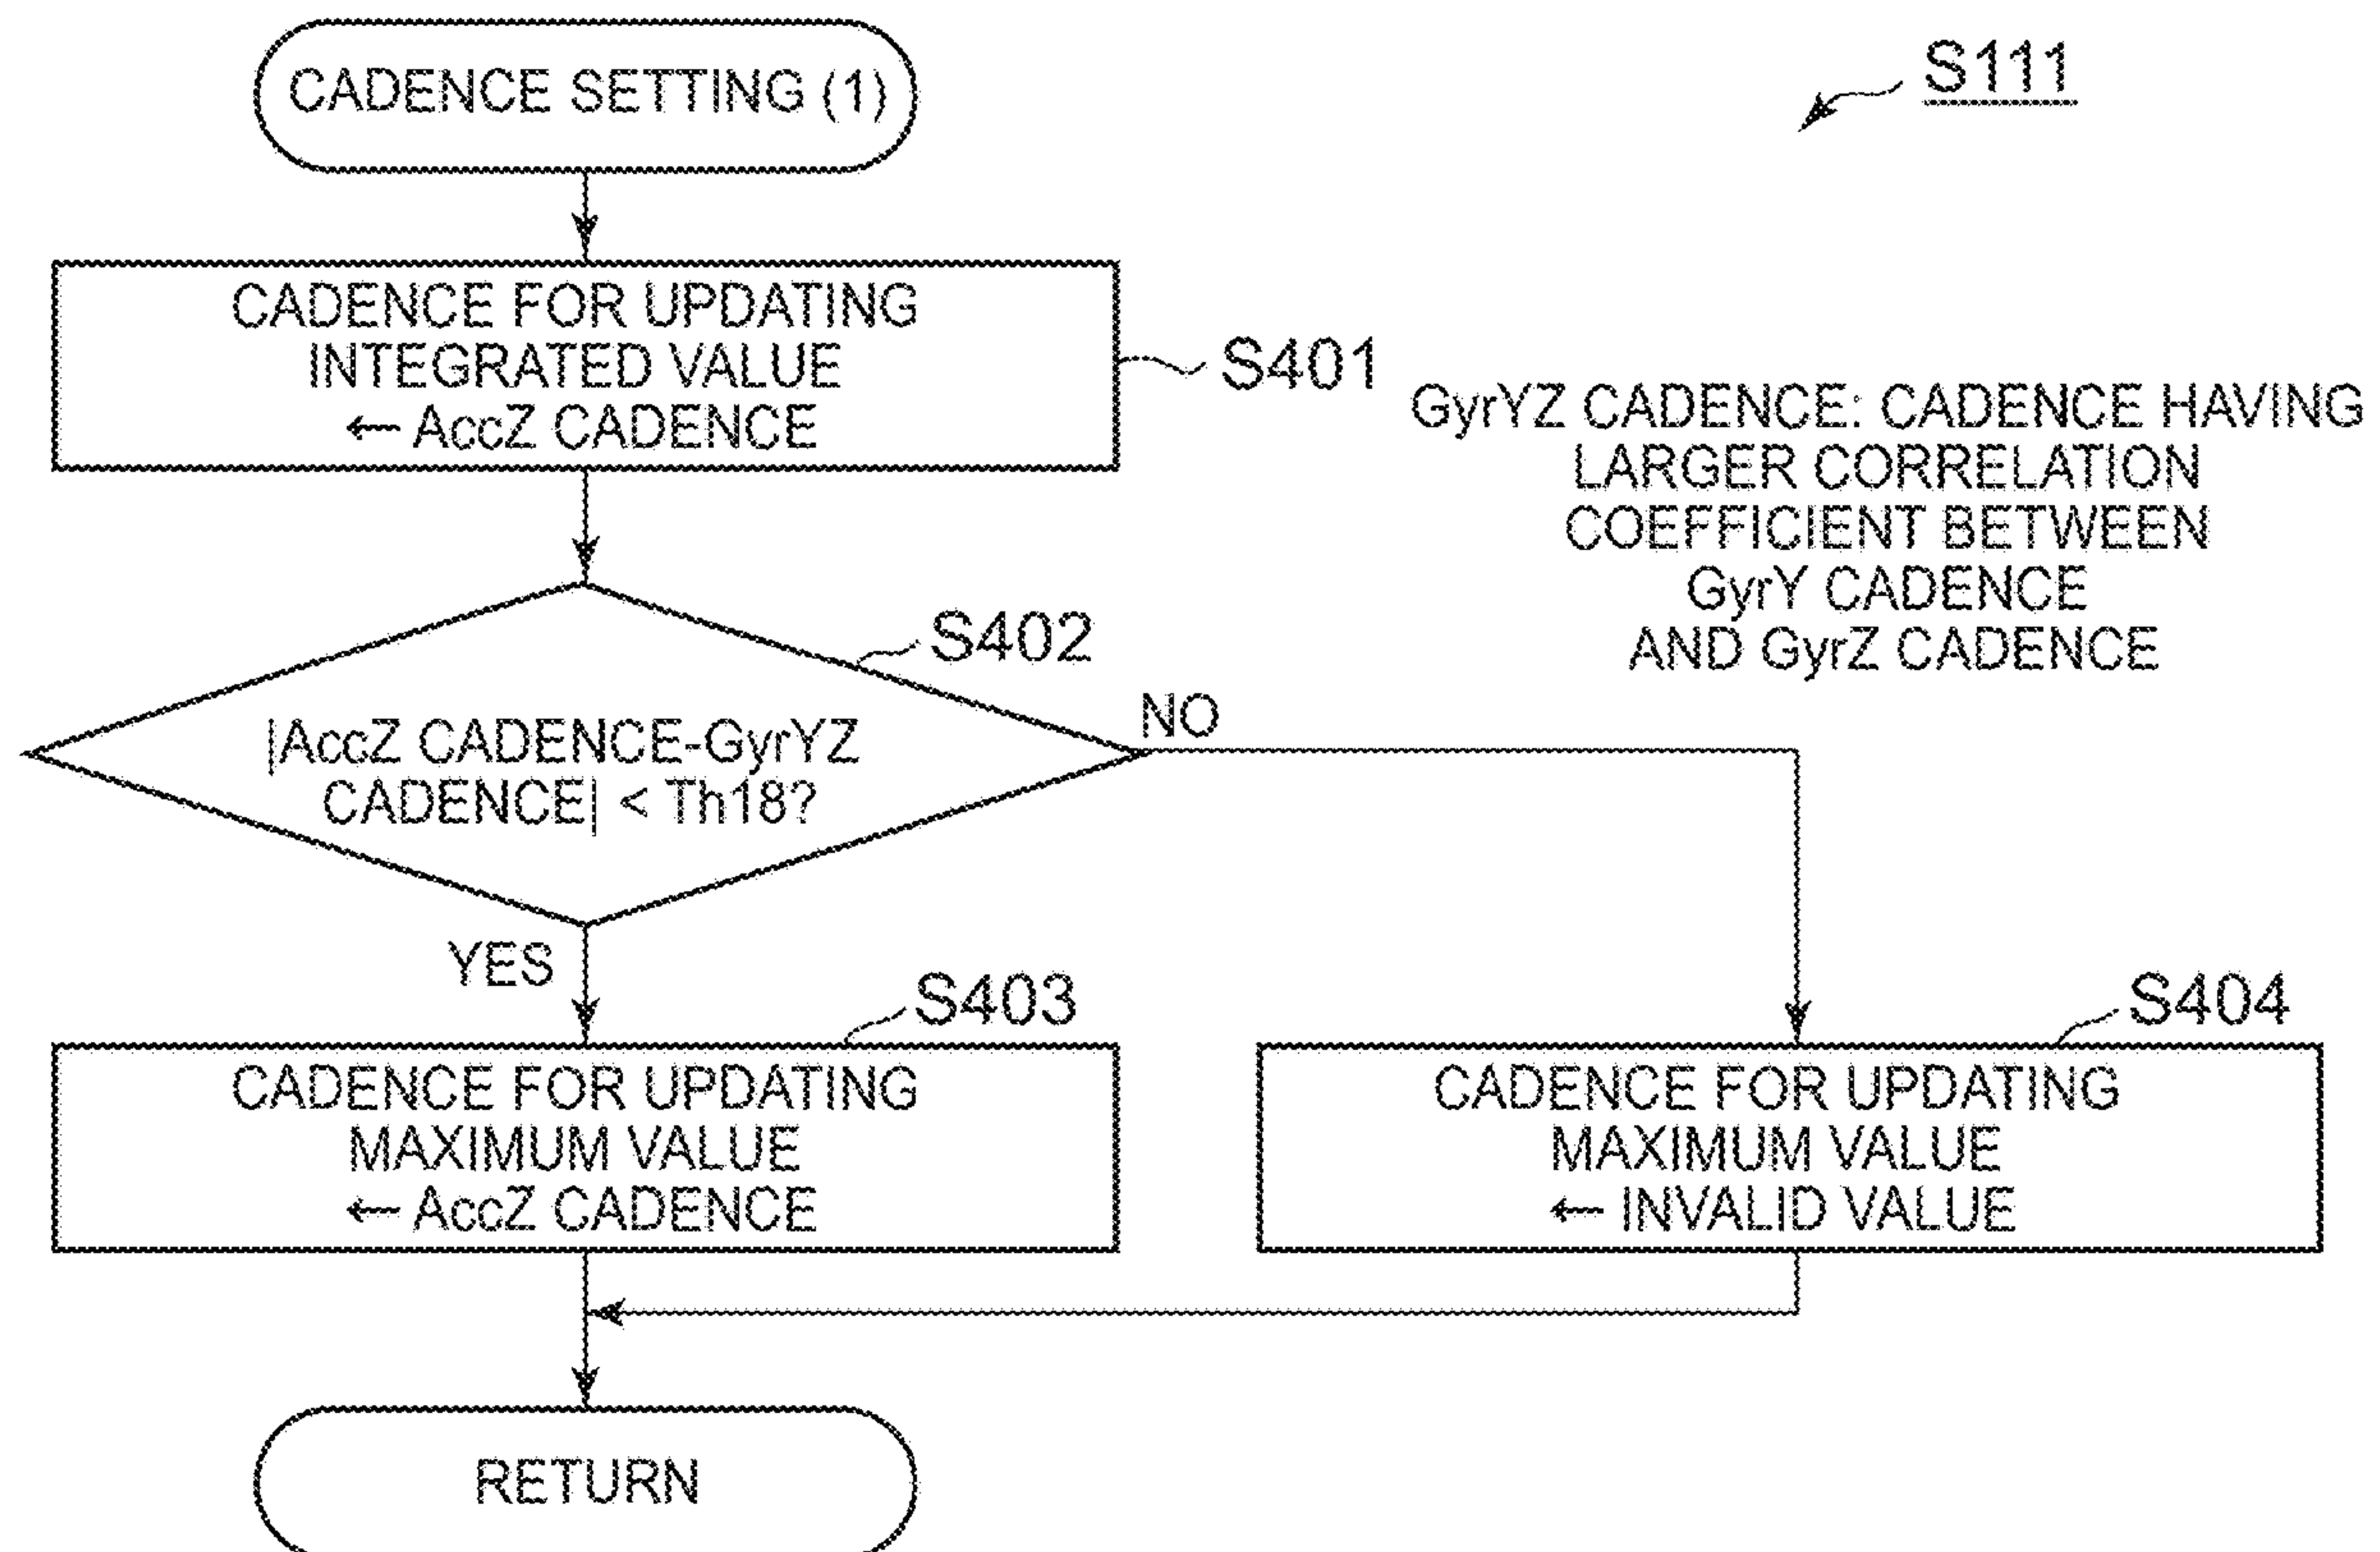 CADENCE SETTING (1)
S111
CADENCE FOR UPDATING
INTEGRATED VALUE
← AccZ CADENCE
S401
GyrYZ CADENCE: CADENCE HAVING
LARGER CORRELATION
COEFFICIENT BETWEEN
GyrY CADENCE
AND GyrZ CADENCE
S402
|AccZ CADENCE-GyrYZ
CADENCE| < Th18?
NO
YES
S403
CADENCE FOR UPDATING
MAXIMUM VALUE
← AccZ CADENCE
S404
CADENCE FOR UPDATING
MAXIMUM VALUE
← INVALID VALUE
RETURN